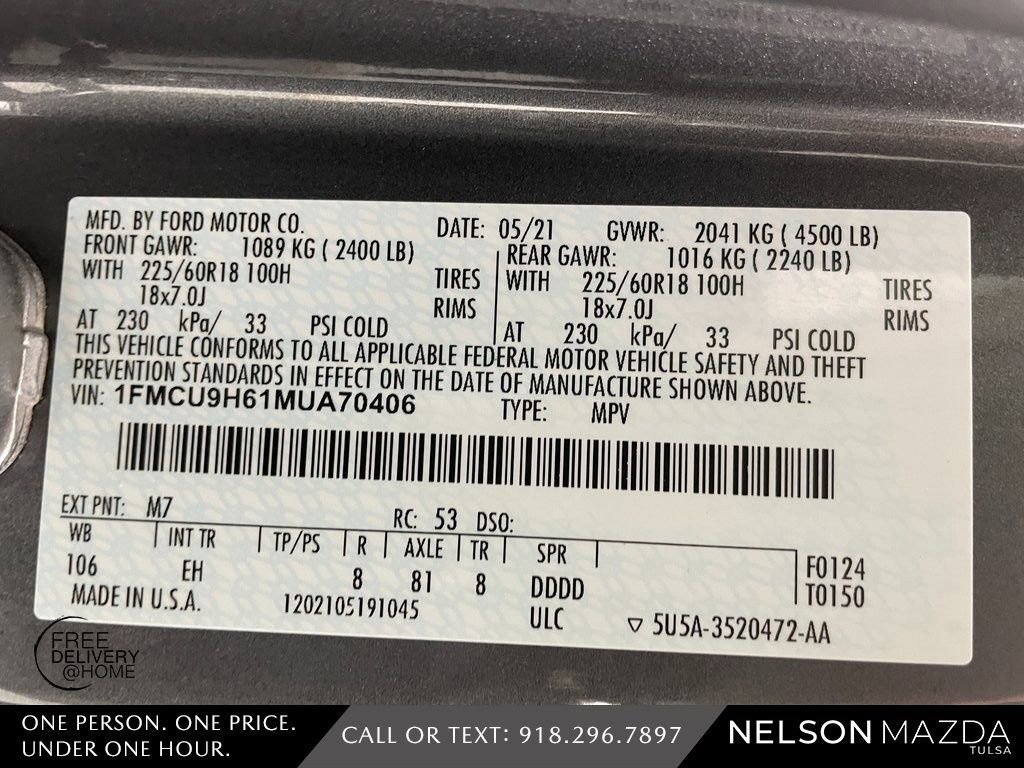 MFD. BY FORD MOTOR CO. DATE: 05/21 GVWR: 2041 KG ( 4500 LB)
FRONT GAWR: 1089 KG ( 2400 LB) REAR GAWR: 1016 KG ( 2240 LB)
WITH 225/60R18 100H TIRES WITH 225/60R18 100H TIRES
18x7.0J RIMS 18x7.0J RIMS
AT 230 kPa/ 33 PSI COLD AT 230 kPa/ 33 PSI COLD
THIS VEHICLE CONFORMS TO ALL APPLICABLE FEDERAL MOTOR VEHICLE SAFETY AND THEFT
PREVENTION STANDARDS IN EFFECT ON THE DATE OF MANUFACTURE SHOWN ABOVE.
VIN: 1FMCU9H61MUA70406 TYPE: MPV
EXT PNT: M7 RC: 53 DSO:
WB INT TR TP/PS R AXLE TR SPR
106 EH 8 81 8 DDDD F0124
T0150
MADE IN U.S.A. 1202105191045 ULC ▽ 5U5A-3520472-AA
FREE
DELIVERY
@HOME
ONE PERSON. ONE PRICE.
UNDER ONE HOUR.
CALL OR TEXT: 918.296.7897
NELSON MAZDA
TULSA